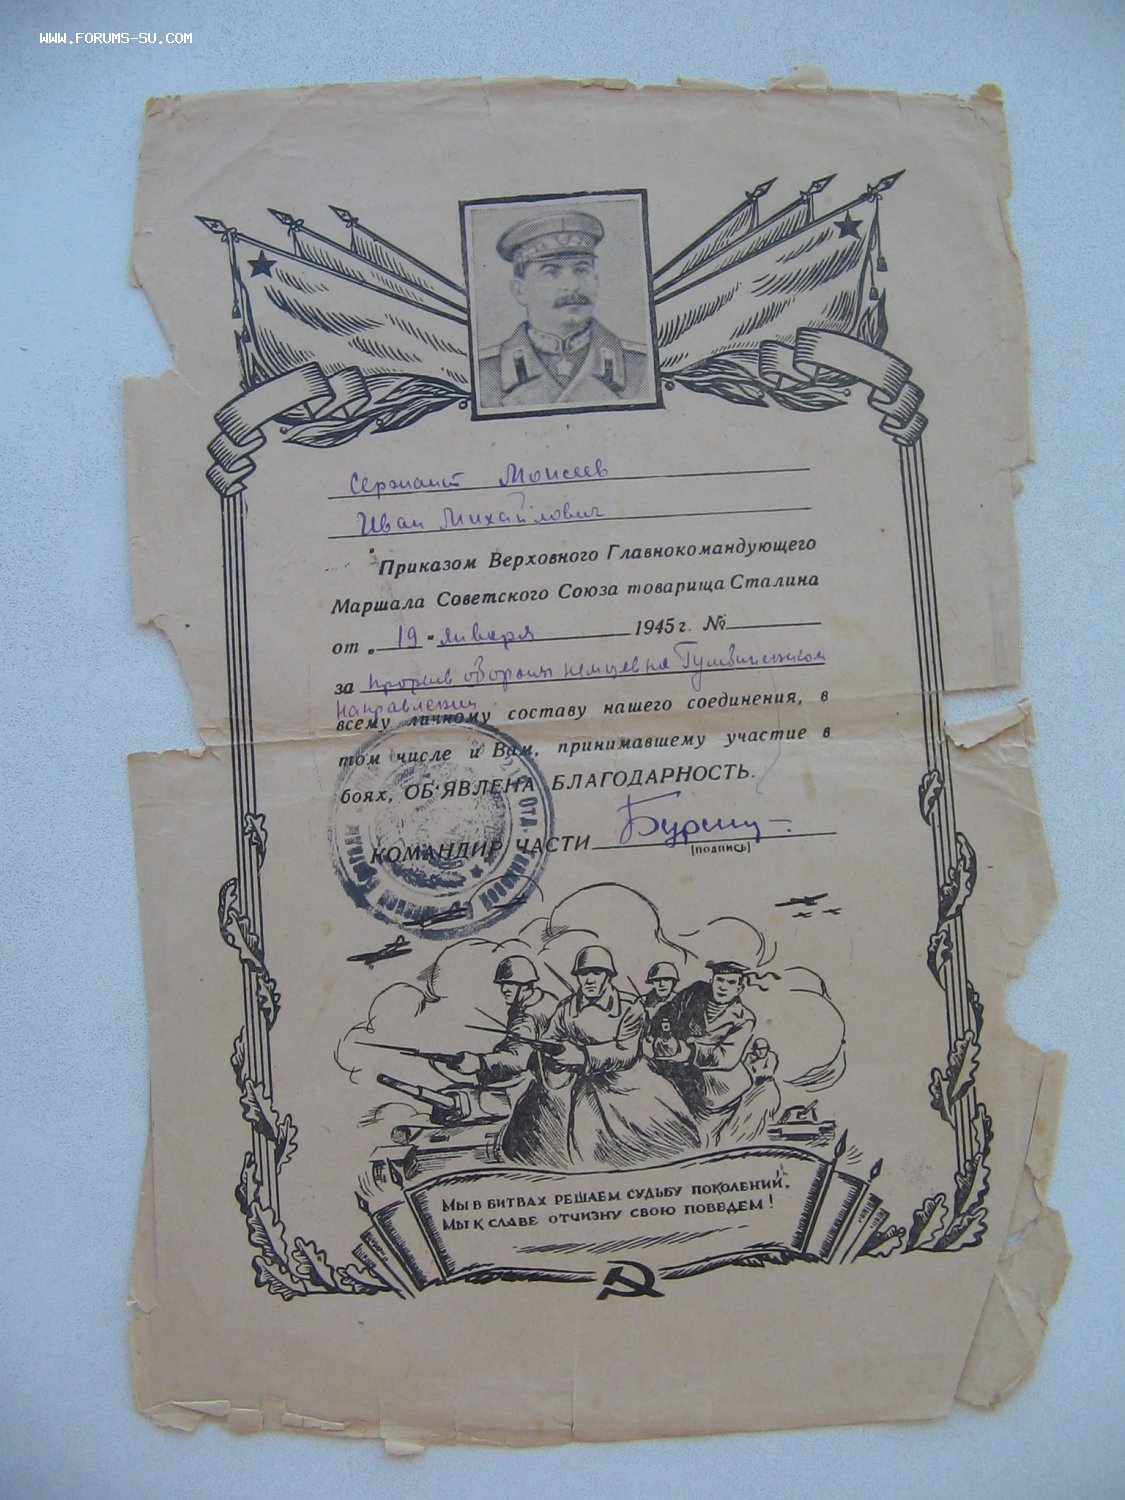 WWW.FORUMS-SU.COM
Сержант Моисеев
Иван Михайлович
Приказом Верховного Главнокомандующего
Маршала Советского Союза товарища Сталина
от „19" января 1945 г. №
за прорыв обороны немцев на Гумбиненском
направлении
всему личному составу нашего соединения, в
том числе и Вам, принимавшему участие в
боях, ОБ'ЯВЛЕНА БЛАГОДАРНОСТЬ.
КОМАНДИР ЧАСТИ
(подпись)
ОТД.
МЫ В БИТВАХ РЕШАЕМ СУДЬБУ ПОКОЛЕНИЙ,
МЫ К СЛАВЕ ОТЧИЗНУ СВОЮ ПОВЕДЕМ!